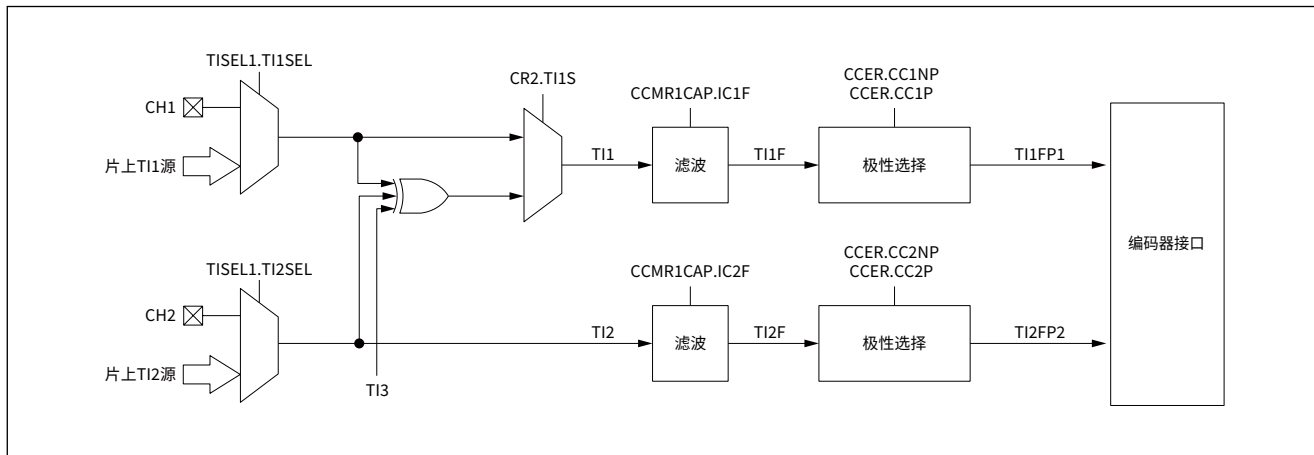 TISEL1.TI1SEL
CH1
片上TI1源
CR2.TI1S
TI1
CCMR1CAP.IC1F
滤波
TI1F
CCER.CC1NP
CCER.CC1P
极性选择
TI1FP1
编码器接口
TISEL1.TI2SEL
CH2
片上TI2源
TI3
TI2
CCMR1CAP.IC2F
滤波
TI2F
CCER.CC2NP
CCER.CC2P
极性选择
TI2FP2